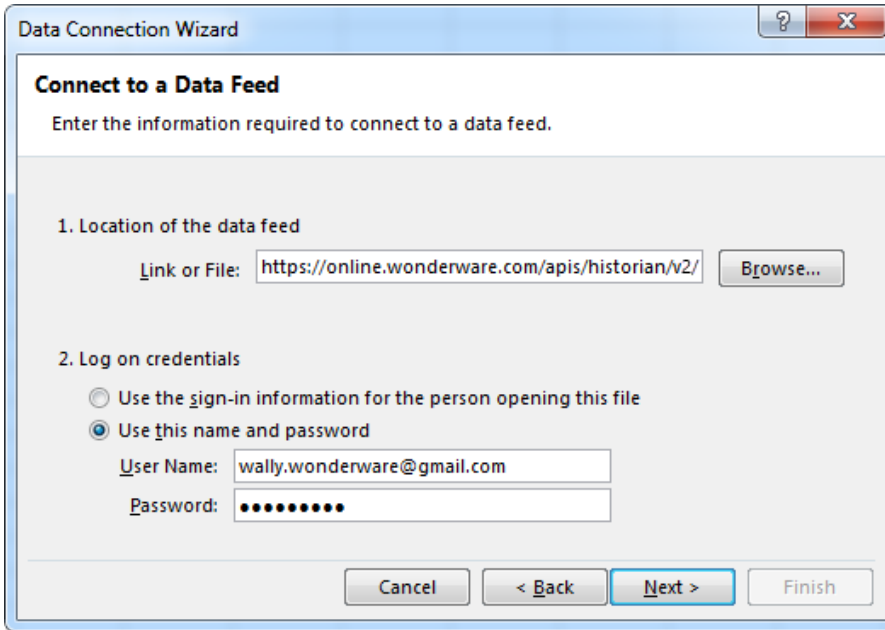 Data Connection Wizard
Connect to a Data Feed
Enter the information required to connect to a data feed.
1. Location of the data feed
Link or File: https://online.wonderware.com/apis/historian/v2/ Browse...
2. Log on credentials
Use the sign-in information for the person opening this file
Use this name and password
User Name: wally.wonderware@gmail.com
Password: ●●●●●●●●●
Cancel < Back Next > Finish